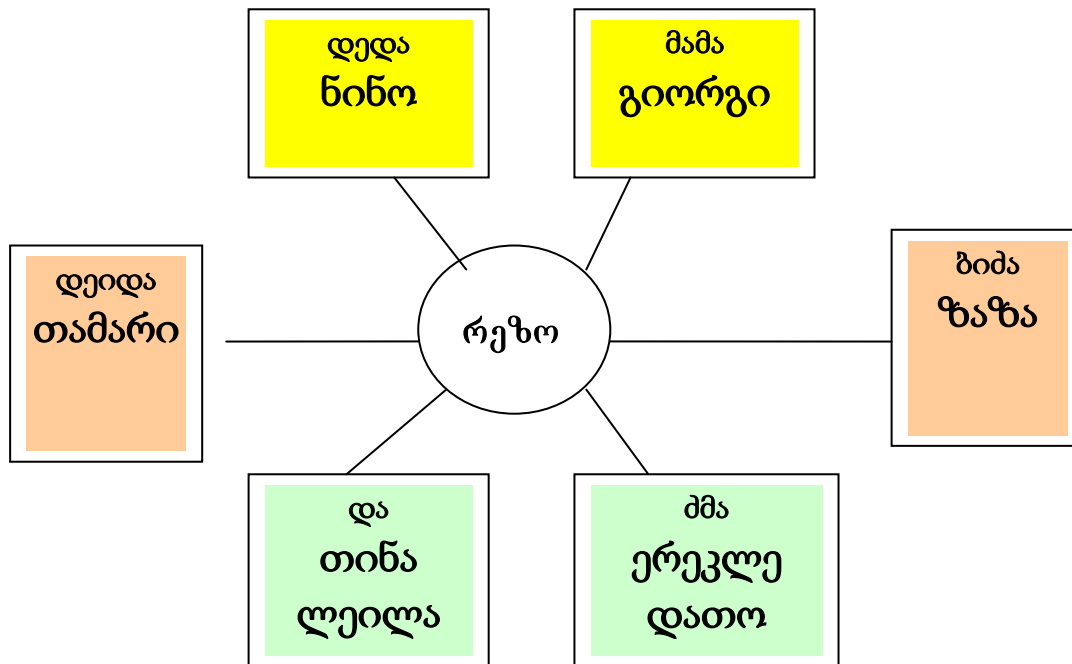 დედა
ნინო
მამა
გიორგი
დეიდა
თამარი
რეზო
ბიძა
ზაზა
და
თინა
ლეილა
ძმა
ერეკლე
დათო